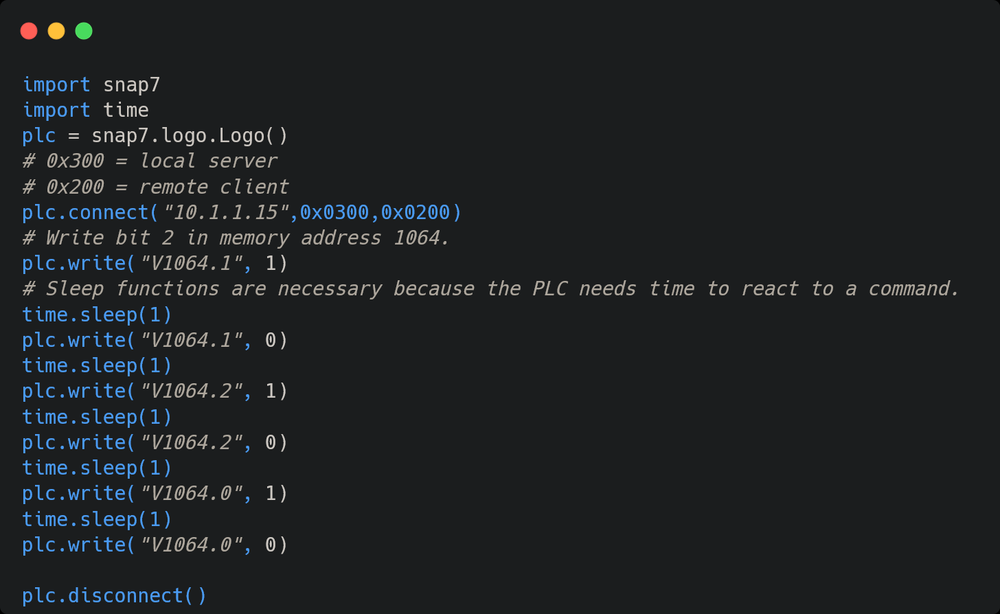 import snap7
import time
plc = snap7.logo.Logo()
# 0x300 = local server
# 0x200 = remote client
plc.connect("10.1.1.15",0x0300,0x0200)
# Write bit 2 in memory address 1064.
plc.write("V1064.1", 1)
# Sleep functions are necessary because the PLC needs time to react to a command.
time.sleep(1)
plc.write("V1064.1", 0)
time.sleep(1)
plc.write("V1064.2", 1)
time.sleep(1)
plc.write("V1064.2", 0)
time.sleep(1)
plc.write("V1064.0", 1)
time.sleep(1)
plc.write("V1064.0", 0)
plc.disconnect()